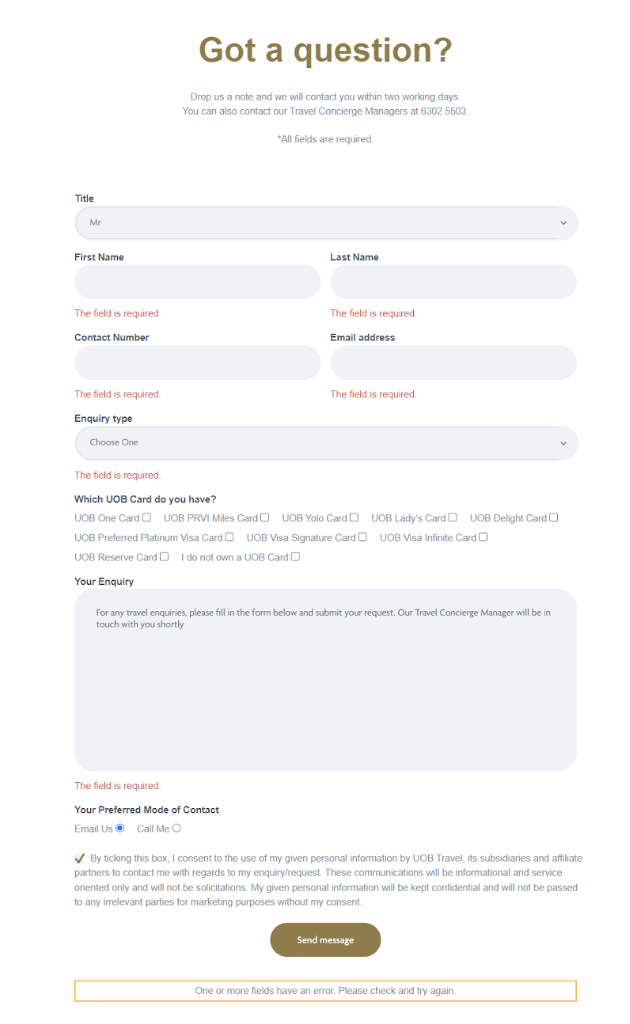 Got a question?
Drop us a note and we will contact you within two working days.
You can also contact our Travel Concierge Managers at 6302 5503.
*All fields are required.
Title
Mr
First Name Last Name
The field is required. The field is required.
Contact Number Email address
The field is required. The field is required.
Enquiry type
Choose One
The field is required.
Which UOB Card do you have?
UOB One Card UOB PRVI Miles Card UOB Yolo Card UOB Lady's Card UOB Delight Card
UOB Preferred Platinum Visa Card UOB Visa Signature Card UOB Visa Infinite Card
UOB Reserve Card I do not own a UOB Card
Your Enquiry
For any travel enquiries, please fill in the form below and submit your request. Our Travel Concierge Manager will be in
touch with you shortly
The field is required.
Your Preferred Mode of Contact
Email Us Call Me
By ticking this box, I consent to the use of my given personal information by UOB Travel, its subsidiaries and affiliate
partners to contact me with regards to my enquiry/request. These communications will be informational and service
oriented only and will not be solicitations. My given personal information will be kept confidential and will not be passed
to any irrelevant parties for marketing purposes without my consent.
Send message
One or more fields have an error. Please check and try again.